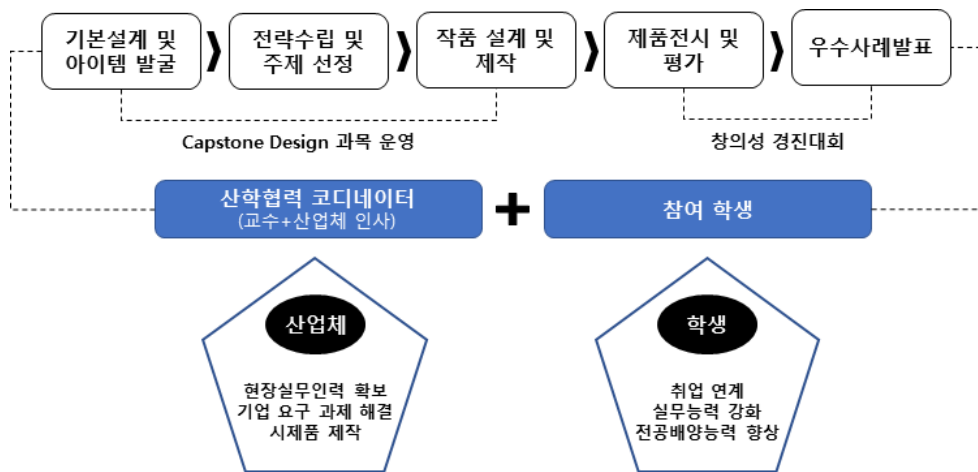 기본설계 및
아이템 발굴
전략수립 및
주제 선정
작품 설계 및
제작
제품전시 및
평가
우수사례발표
Capstone Design 과목 운영
창의성 경진대회
산학협력 코디네이터
(교수+산업체 인사)
+
참여 학생
산업체
현장실무인력 확보
기업 요구 과제 해결
시제품 제작
학생
취업 연계
실무능력 강화
전공배양능력 향상